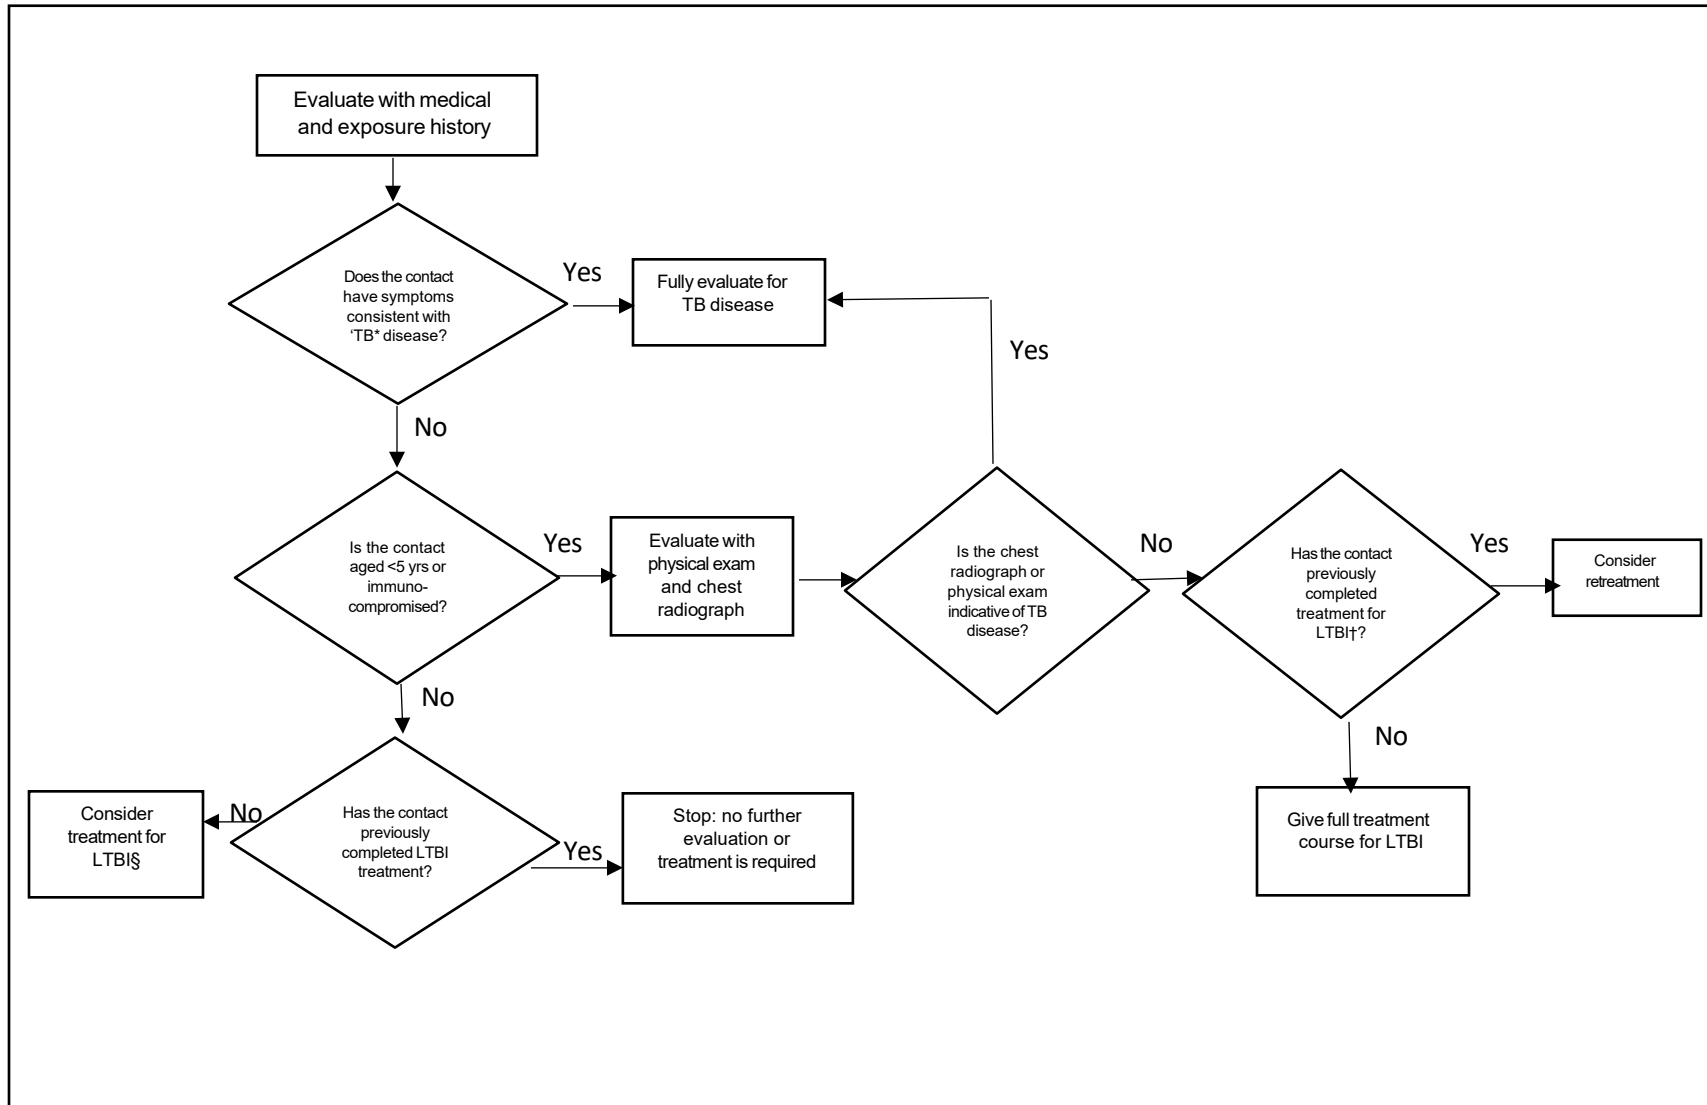 Evaluate with medical
and exposure history
Does the contact
have symptoms
consistent with
‘TB* disease?
Yes
Fully evaluate for
TB disease
Yes
No
Is the contact
aged <5 yrs or
immuno-
compromised?
Yes
Evaluate with
physical exam
and chest
radiograph
Is the chest
radiograph or
physical exam
indicative of TB
disease?
No
Has the contact
previously
completed
treatment for
LTBI†?
Yes
Consider
retreatment
No
No
Give full treatment
course for LTBI
Consider
treatment for
LTBI§
No
Has the contact
previously
completed LTBI
treatment?
Yes
Stop: no further
evaluation or
treatment is required